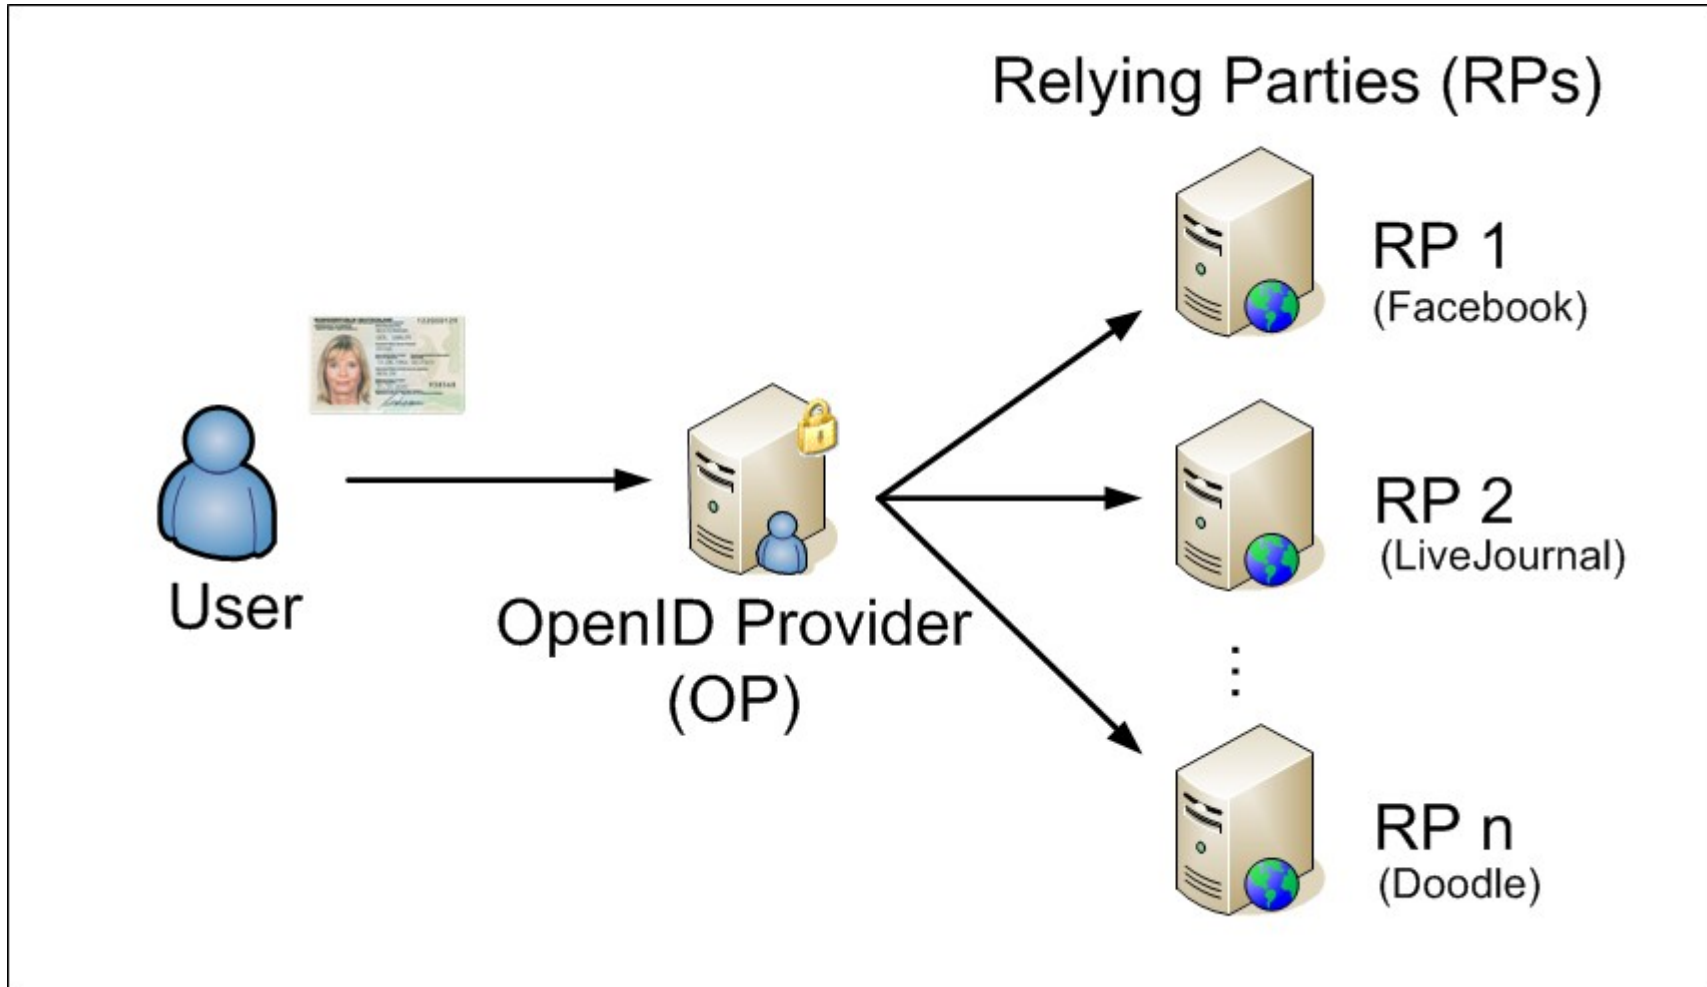 Relying Parties (RPs)
RP 1
(Facebook)
User
OpenID Provider
(OP)
RP 2
(LiveJournal)
RP n
(Doodle)